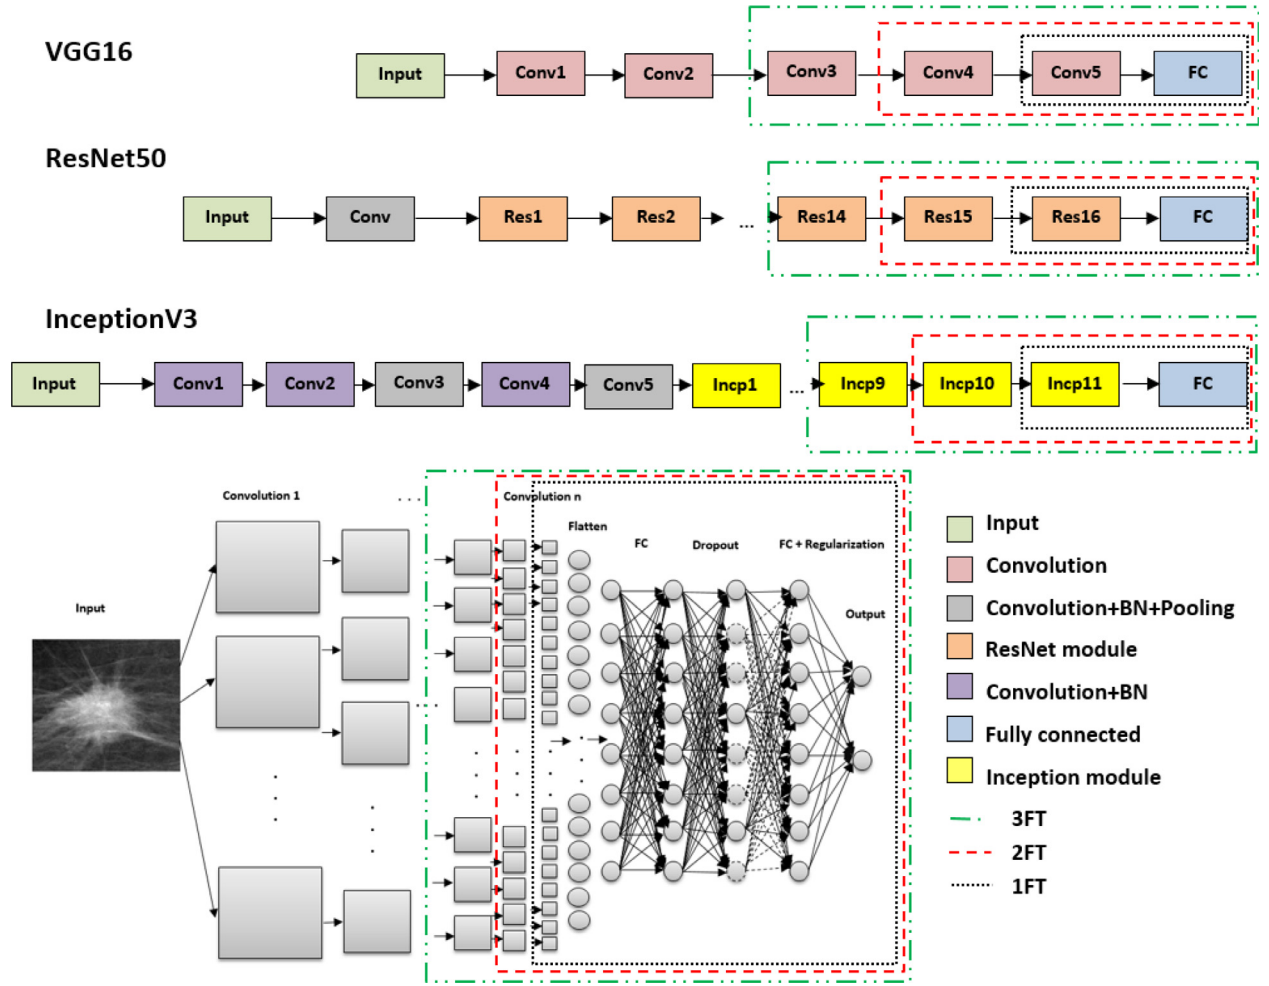 VGG16
Input Conv1 Conv2 Conv3 Conv4 Conv5 FC
ResNet50
Input Conv Res1 Res2 ... Res14 Res15 Res16 FC
InceptionV3
Input Conv1 Conv2 Conv3 Conv4 Conv5 Incp1 ... Incp9 Incp10 Incp11 FC
Convolution 1 . . . Convolution n
Flatten
FC Dropout FC + Regularization
Input
Output
Input
Convolution
Convolution+BN+Pooling
ResNet module
Convolution+BN
Fully connected
Inception module
3FT
2FT
1FT